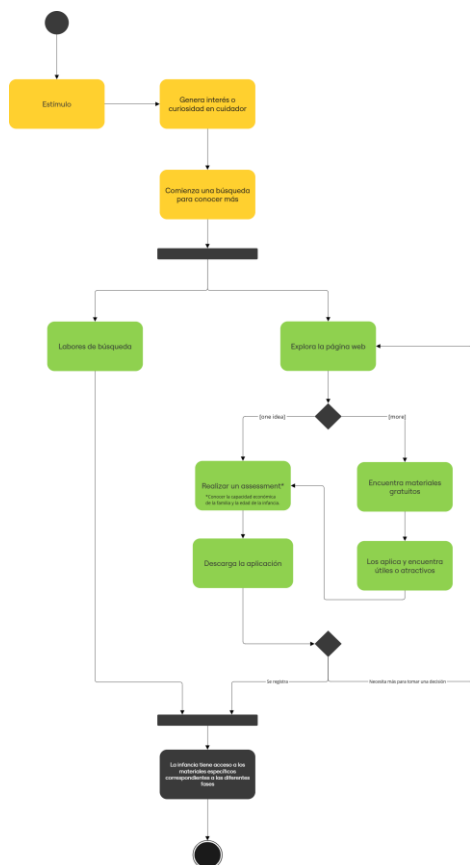 Estímulo
Genera interés o
curiosidad en cuidador
Comienza una búsqueda
para conocer más
Labores de búsqueda
Explora la página web
[one idea]
[more]
Realizar un assesement*
*Conocer la capacidad económica
de la familia y la edad de la infancia.
Encuentra materiales
gratuitos
Descarga la aplicación
Los aplica y encuentra
útiles o atractivos
Se registra
Necesita más para tomar una decisión
La infancia tiene acceso a los
materiales específicos
correspondientes a las diferentes
fases